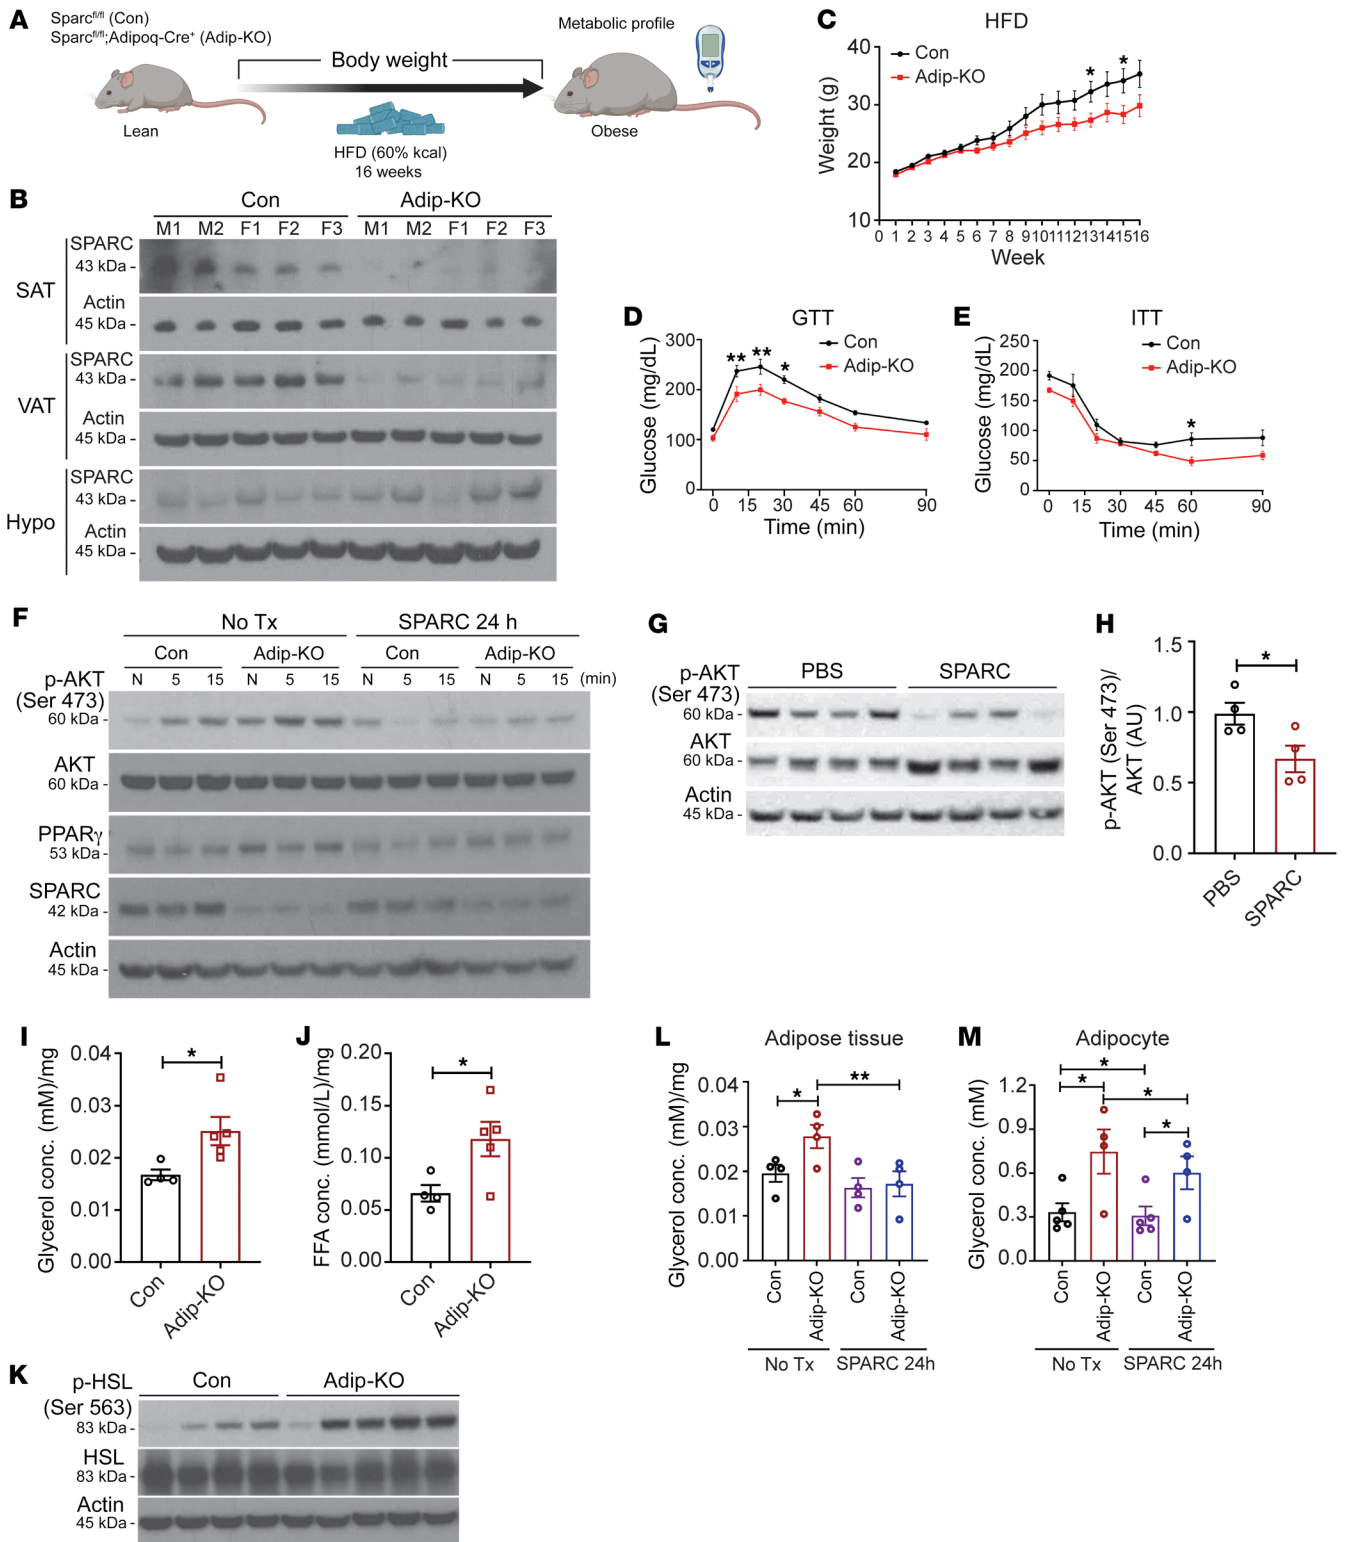 A
Sparcfl/fl (Con)
Sparcfl/fl;Adipoq-Cre+ (Adip-KO)
Body weight
Metabolic profile
Lean
Obese
HFD (60% kcal)
16 weeks
B
Con Adip-KO
M1 M2 F1 F2 F3 M1 M2 F1 F2 F3
SAT
SPARC
43 kDa -
Actin
45 kDa -
VAT
SPARC
43 kDa -
Actin
45 kDa -
Hypo
SPARC
43 kDa -
Actin
45 kDa -
C
HFD
Con
Adip-KO
Weight (g)
40
30
20
10
0 1 2 3 4 5 6 7 8 9 10 11 12 13 14 15 16
Week
* *
D
GTT
Con
Adip-KO
Glucose (mg/dL)
300
200
100
0
** ** *
0 15 30 45 60 90
Time (min)
E
ITT
Con
Adip-KO
Glucose (mg/dL)
250
200
150
100
50
0
*
0 15 30 45 60 90
Time (min)
F
No Tx SPARC 24 h
Con Adip-KO Con Adip-KO
N 5 15 N 5 15 N 5 15 N 5 15 (min)
p-AKT
(Ser 473)
60 kDa -
AKT
60 kDa -
PPARγ
53 kDa -
SPARC
42 kDa -
Actin
45 kDa -
G
PBS SPARC
p-AKT
(Ser 473)
60 kDa -
AKT
60 kDa -
Actin
45 kDa -
H
p-AKT (Ser 473)/
AKT (AU)
1.5
1.0
0.5
0.0
*
PBS SPARC
I
Glycerol conc. (mM)/mg
0.04
0.03
0.02
0.01
0.00
*
Con Adip-KO
J
FFA conc. (mmol/L)/mg
0.20
0.15
0.10
0.05
0.00
*
Con Adip-KO
K
Con Adip-KO
p-HSL
(Ser 563)
83 kDa -
HSL
83 kDa -
Actin
45 kDa -
L
Adipose tissue
Glycerol conc. (mM)/mg
0.04
0.03
0.02
0.01
0.00
* **
Con Adip-KO Con Adip-KO
No Tx SPARC 24h
M
Adipocyte
Glycerol conc. (mM)
1.2
0.9
0.6
0.3
0.0
*
* *
*
Con Adip-KO Con Adip-KO
No Tx SPARC 24h